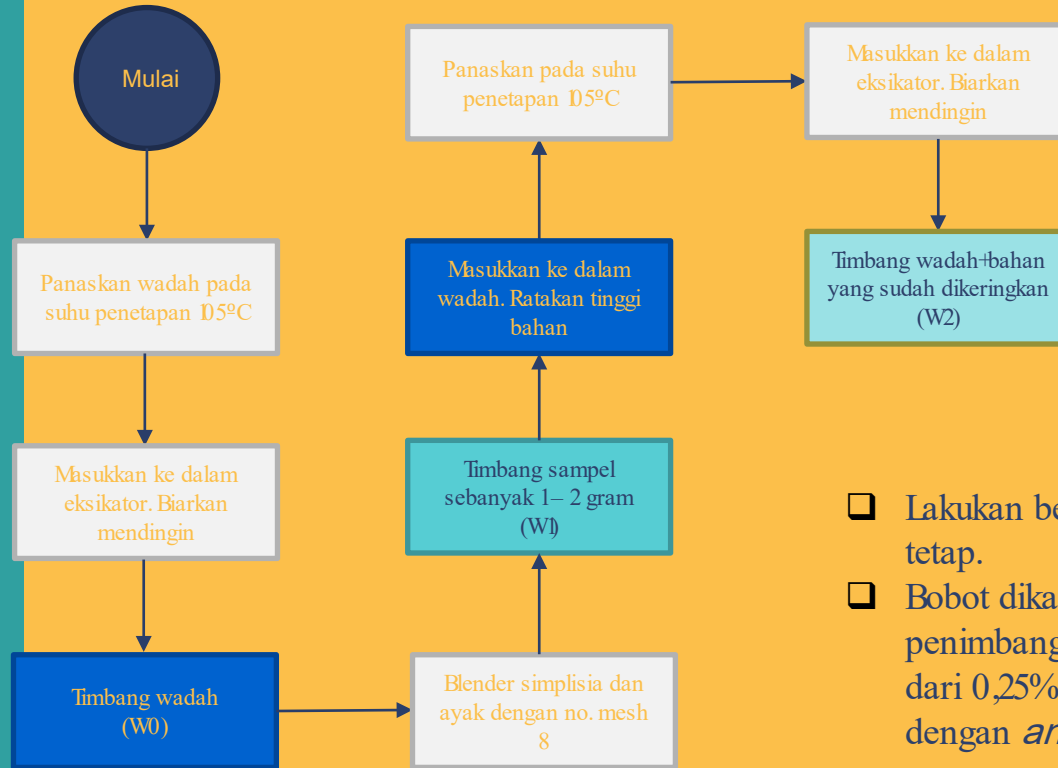 Mulai
Panaskan wadah pada
suhu penetapan 105ºC
Masukkan ke dalam
eksikator. Biarkan
mendingin
Timbang wadah
(W0)
Blender simplisia dan
ayak dengan no. mesh
8
Timbang sampel
sebanyak 1– 2 gram
(W1)
Masukkan ke dalam
wadah. Ratakan tinggi
bahan
Panaskan pada suhu
penetapan 105ºC
Masukkan ke dalam
eksikator. Biarkan
mendingin
Timbang wadah+bahan
yang sudah dikeringkan
(W2)
Lakukan
tetap.
Bobot
dari 0,25%
dengan